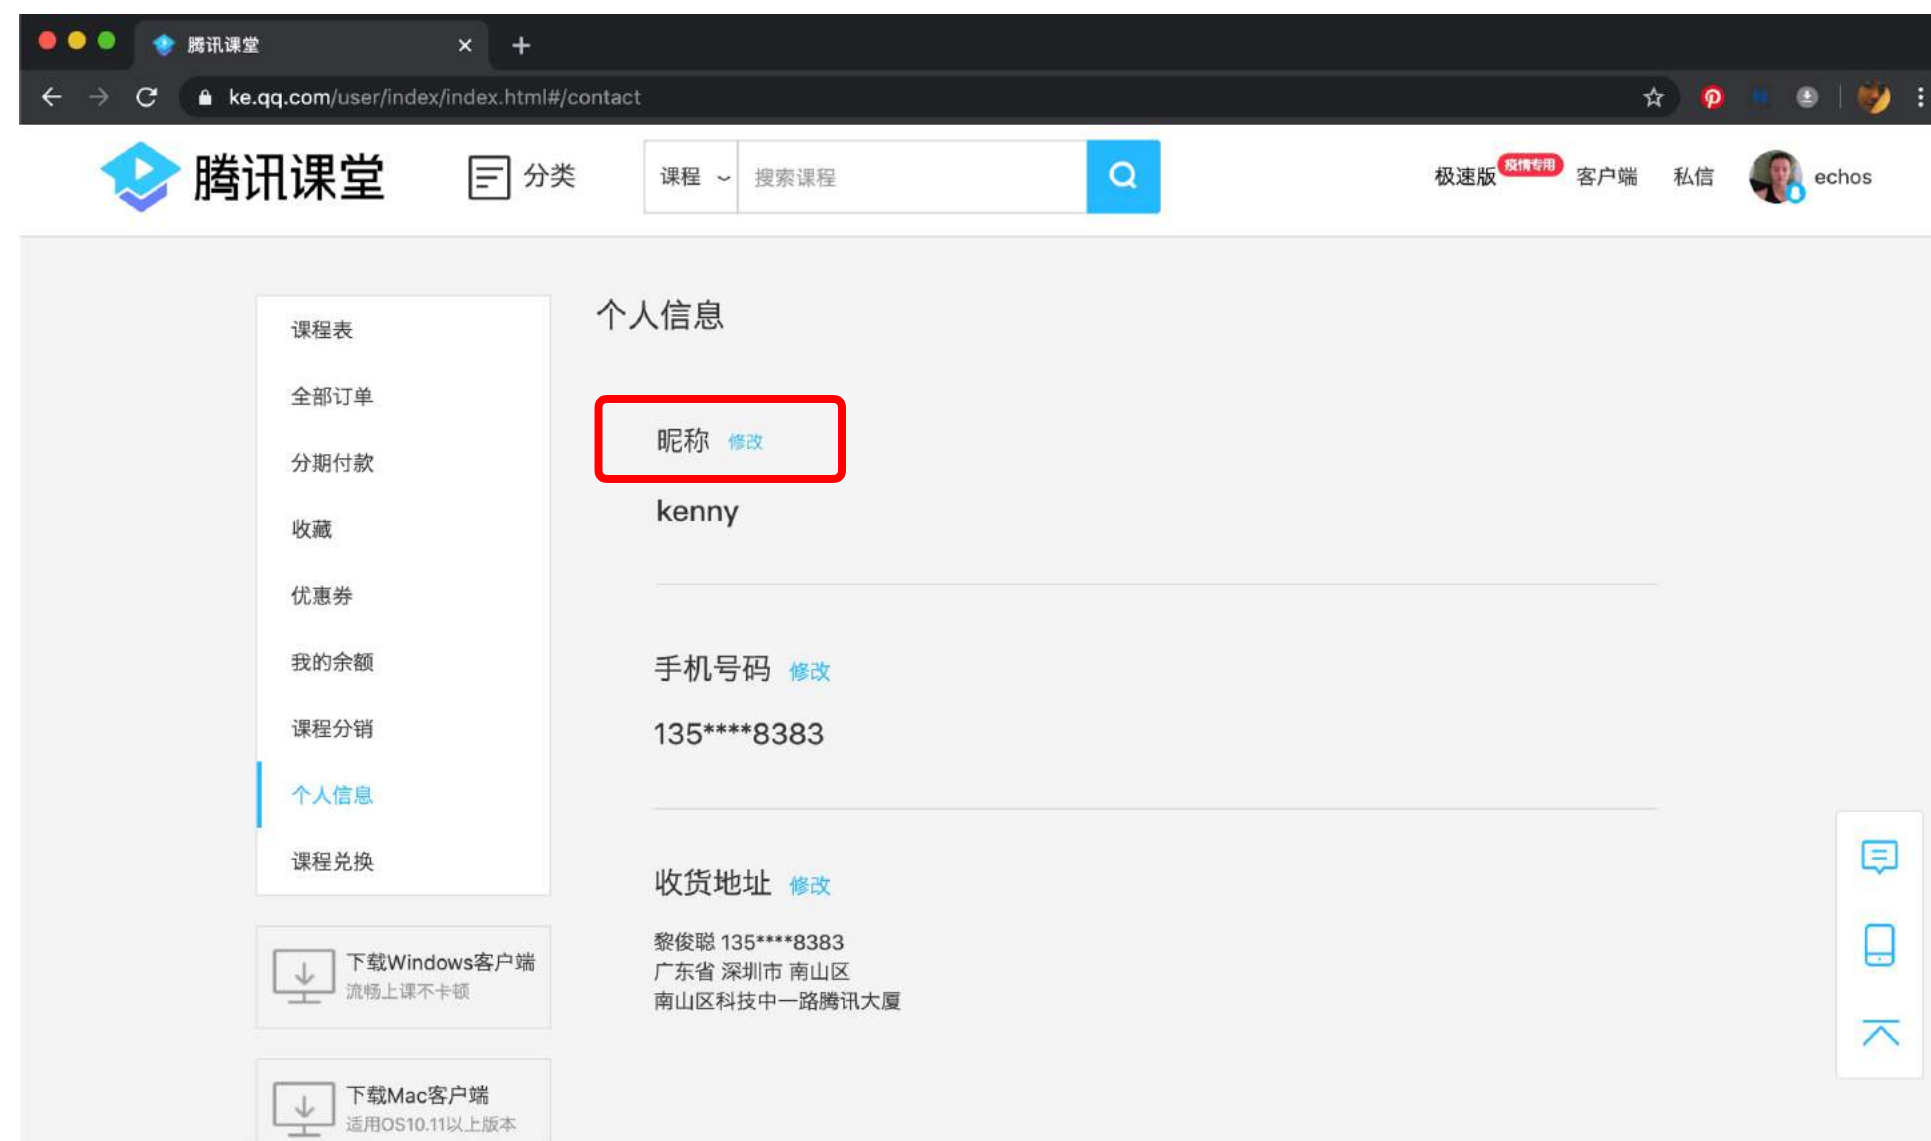 腾讯课堂
ke.qq.com/user/index/index.html#/contact
腾讯课堂
分类
课程
搜索课程
极速版
疫情专用
客户端
私信
echos
课程表
全部订单
分期付款
收藏
优惠券
我的余额
课程分销
个人信息
课程兑换
下载Windows客户端
流畅上课不卡顿
下载Mac客户端
适用OS10.11以上版本
个人信息
昵称 修改
kenny
手机号码 修改
135****8383
收货地址 修改
黎俊聪 135****8383
广东省 深圳市 南山区
南山区科技中一路腾讯大厦